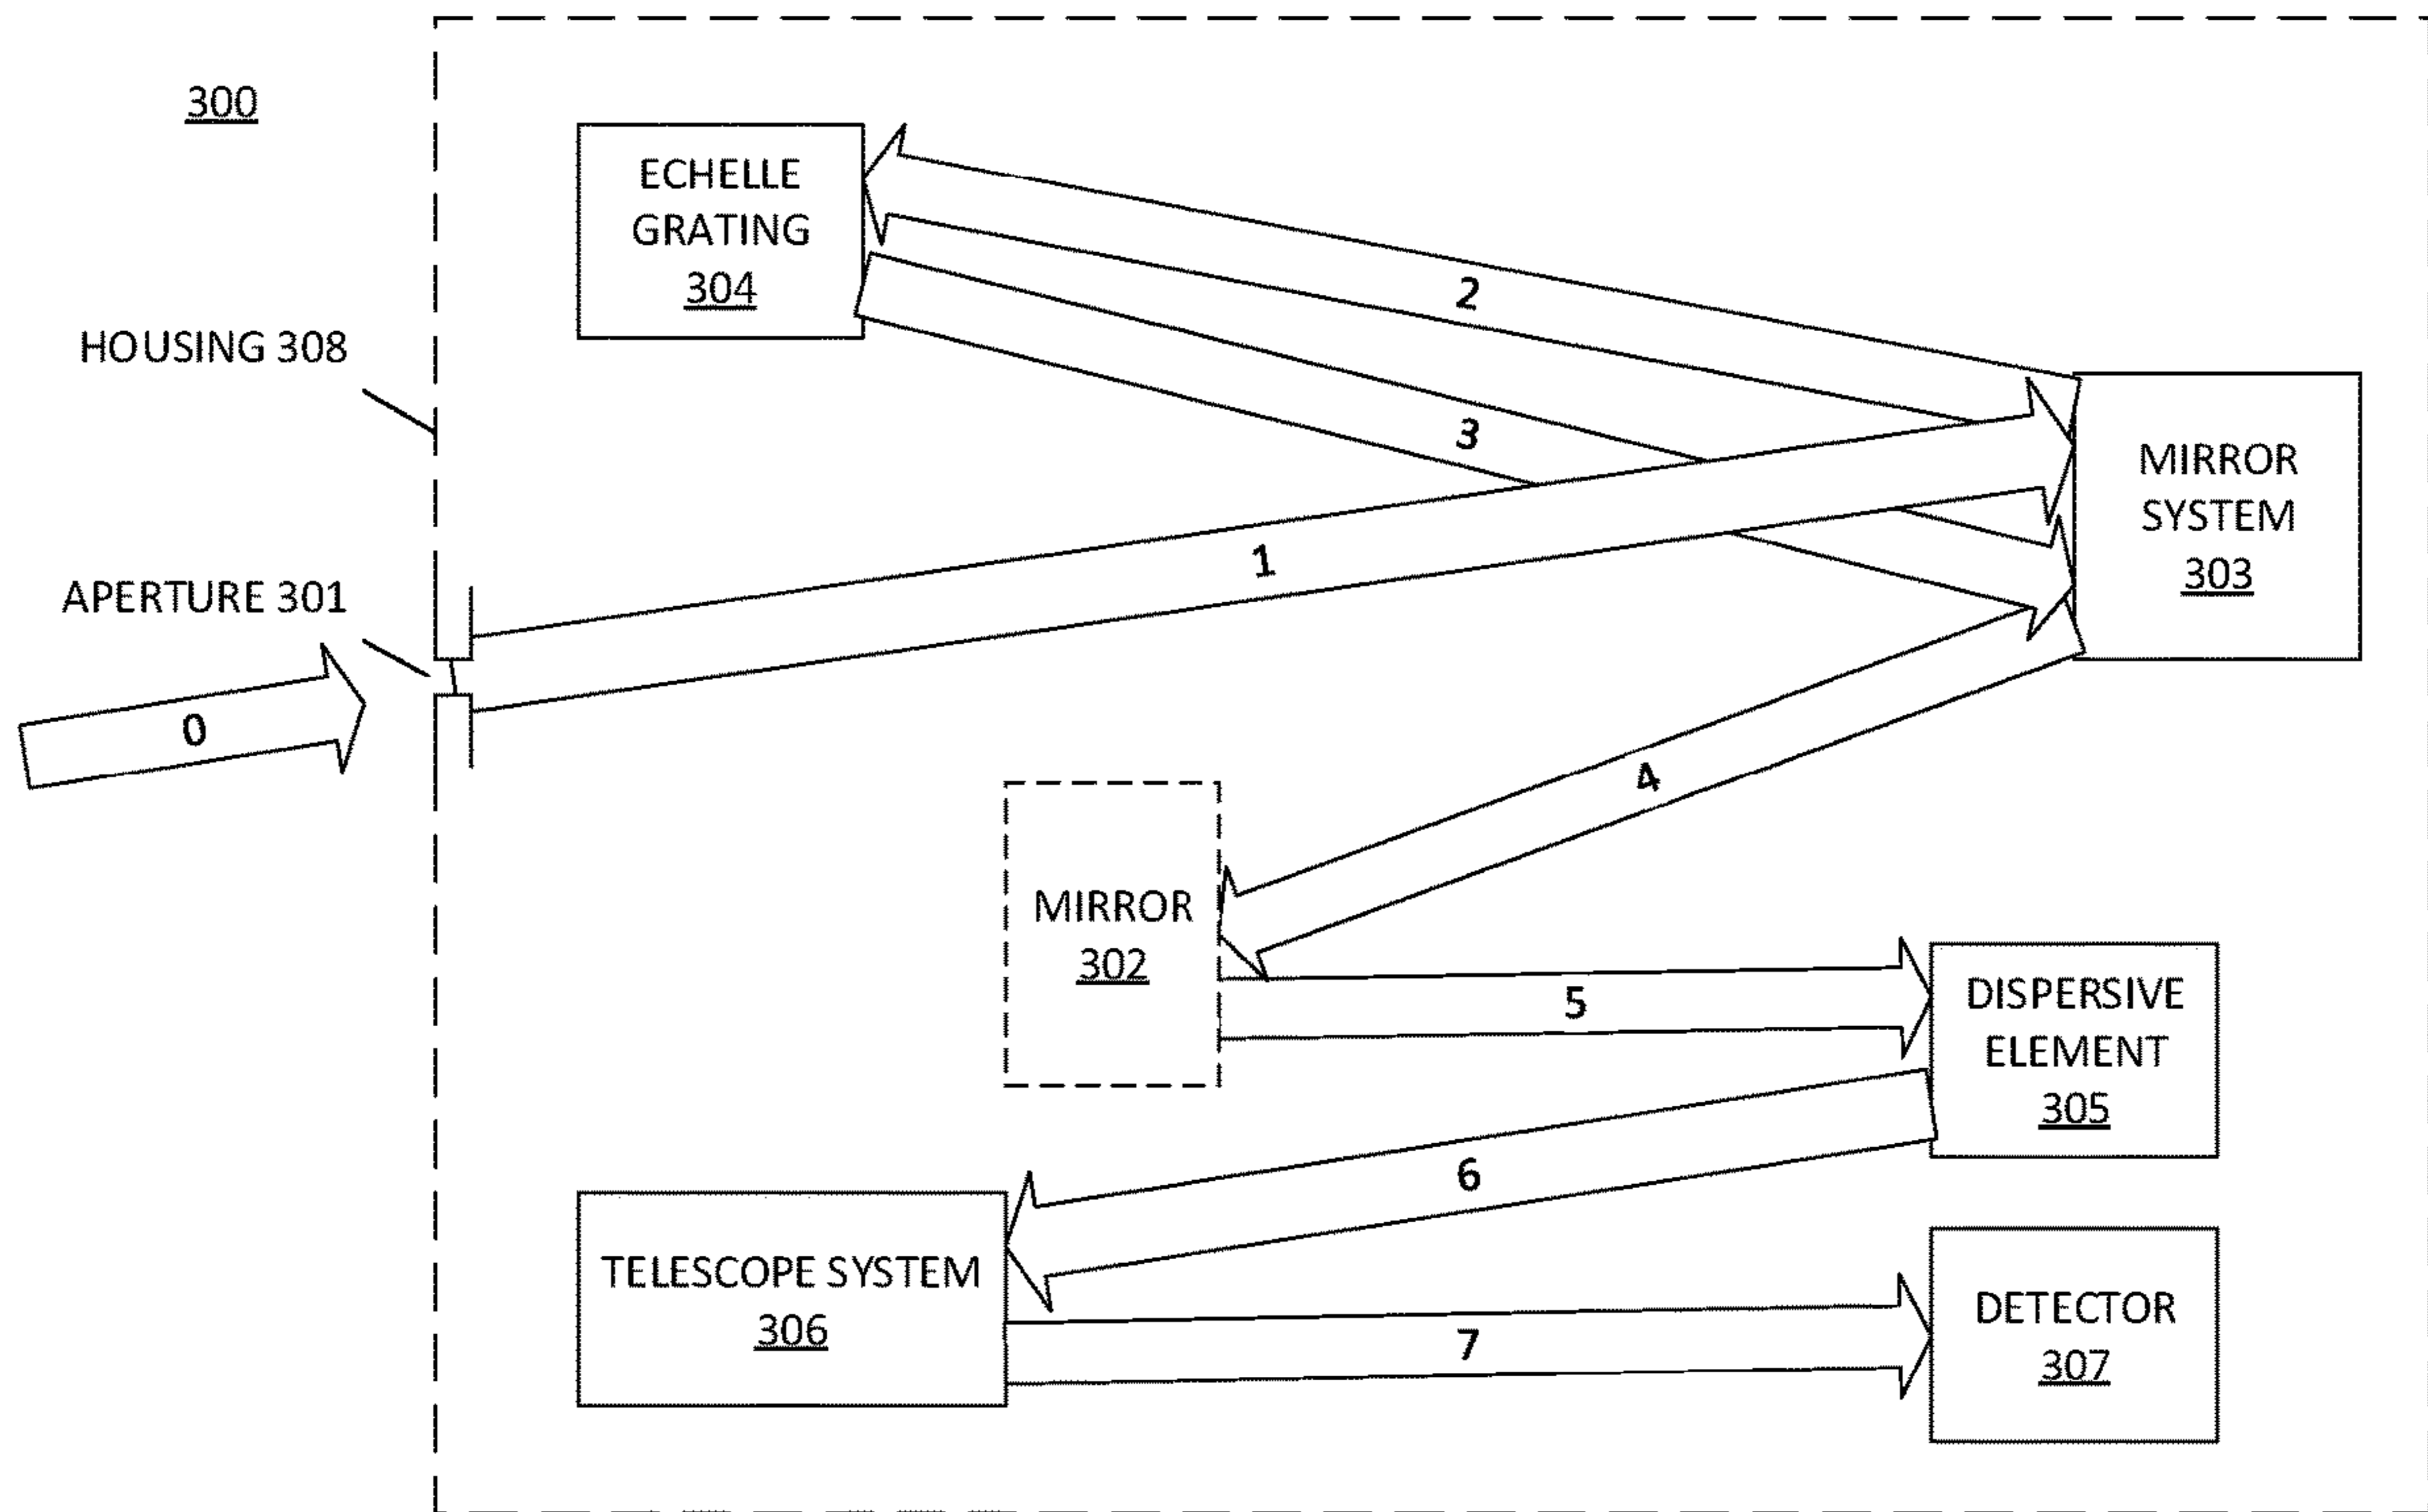 300
ECHELLE
GRATING
304
2
HOUSING 308
3
MIRROR
SYSTEM
303
1
APERTURE 301
0
4
MIRROR
302
5
DISPERSIVE
ELEMENT
305
6
TELESCOPE SYSTEM
306
7
DETECTOR
307